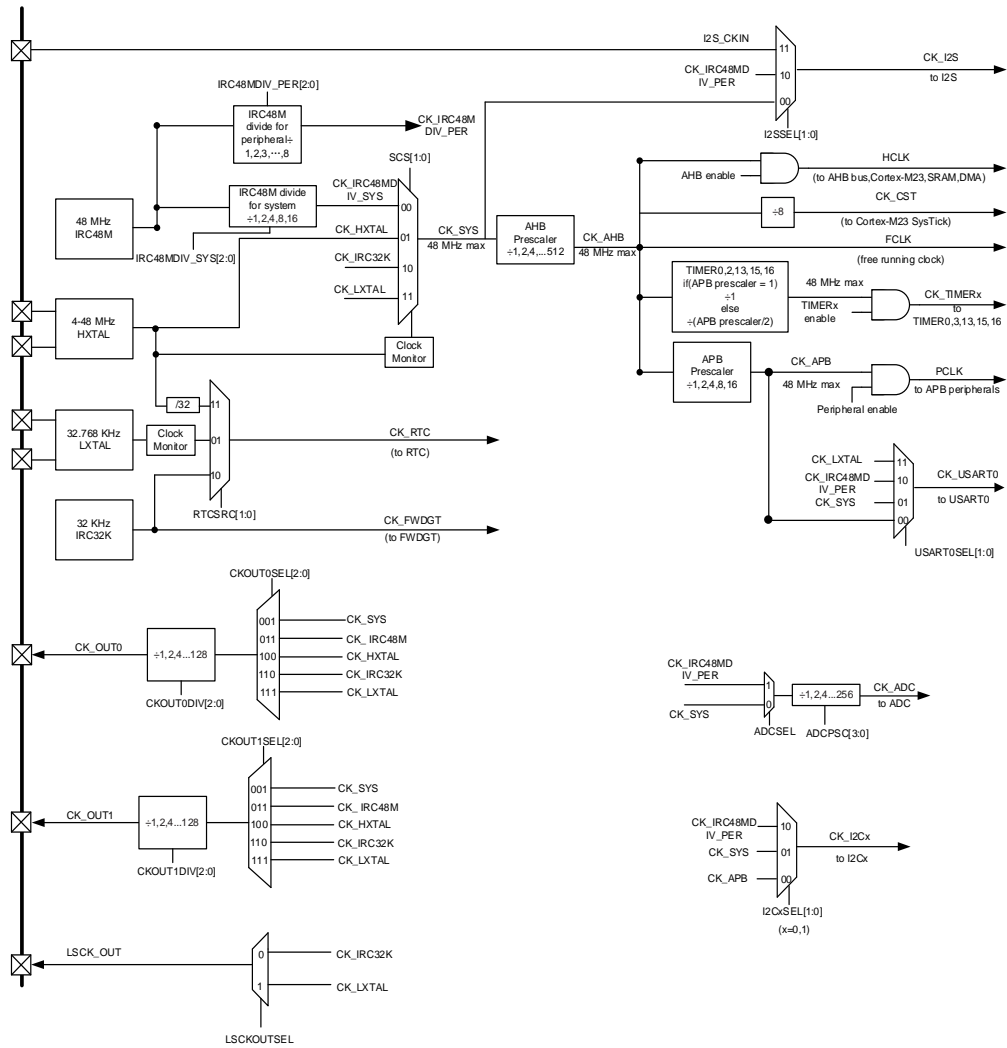 I2S_CKIN
11
CK_IRC48MD
IV_PER
10
00
CK_I2S
to I2S
I2SSEL[1:0]
IRC48MDIV_PER[2:0]
IRC48M
divide for
peripheral÷
1,2,3,…,8
CK_IRC48M
DIV_PER
SCS[1:0]
48 MHz
IRC48M
IRC48M divide
for system
÷1,2,4,8,16
IRC48MDIV_SYS[2:0]
CK_IRC48MD
IV_SYS
00
CK_HXTAL
01
CK_IRC32K
10
CK_LXTAL
11
CK_SYS
48 MHz max
AHB
Prescaler
÷1,2,4,...512
CK_AHB
48 MHz max
AHB enable
HCLK
(to AHB bus,Cortex-M23,SRAM,DMA)
÷8
CK_CST
(to Cortex-M23 SysTick)
FCLK
(free running clock)
TIMER0,2,13,15,16
if(APB prescaler = 1)
÷1
else
÷(APB prescaler/2)
48 MHz max
TIMERx
enable
CK_TIMERx
to
TIMER0,3,13,15,16
4-48 MHz
HXTAL
Clock
Monitor
APB
Prescaler
÷1,2,4,8,16
CK_APB
48 MHz max
Peripheral enable
PCLK
to APB peripherals
/32
11
32.768 KHz
LXTAL
Clock
Monitor
01
10
CK_RTC
(to RTC)
RTCSRC[1:0]
32 KHz
IRC32K
CK_FWDGT
(to FWDGT)
CK_LXTAL
11
CK_IRC48MD
IV_PER
10
CK_SYS
01
00
CK_USART0
to USART0
USART0SEL[1:0]
CKOUT0SEL[2:0]
CK_OUT0
÷1,2,4...128
CKOUT0DIV[2:0]
001
CK_SYS
011
CK_ IRC48M
100
CK_HXTAL
110
CK_IRC32K
111
CK_LXTAL
CK_IRC48MD
IV_PER
1
CK_SYS
0
ADCSEL
÷1,2,4...256
ADCPSC[3:0]
CK_ADC
to ADC
CKOUT1SEL[2:0]
CK_OUT1
÷1,2,4...128
CKOUT1DIV[2:0]
001
CK_SYS
011
CK_ IRC48M
100
CK_HXTAL
110
CK_IRC32K
111
CK_LXTAL
CK_IRC48MD
IV_PER
10
CK_SYS
01
CK_APB
00
CK_I2Cx
to I2Cx
I2CxSEL[1:0]
(x=0,1)
LSCK_OUT
0
CK_IRC32K
1
CK_LXTAL
LSCKOUTSEL